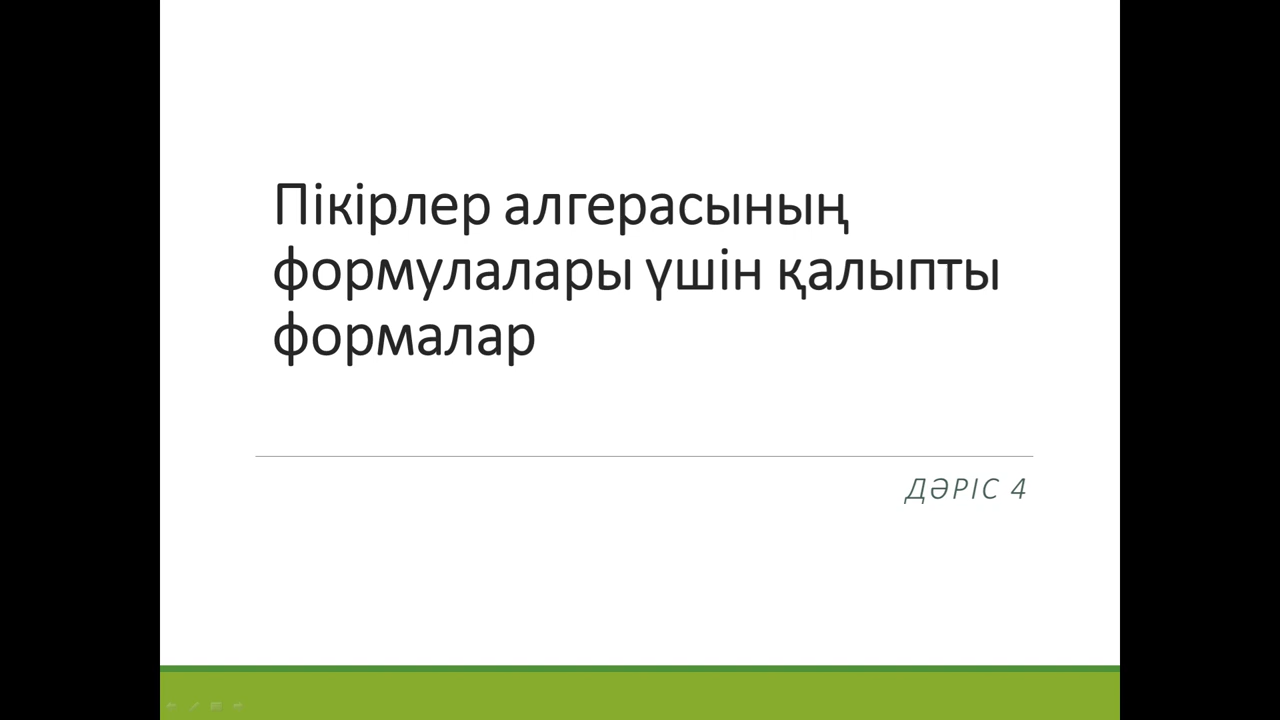 Пікірлер алгерасының
формулалары үшін қалыпты
формалар
ДӘРІС 4